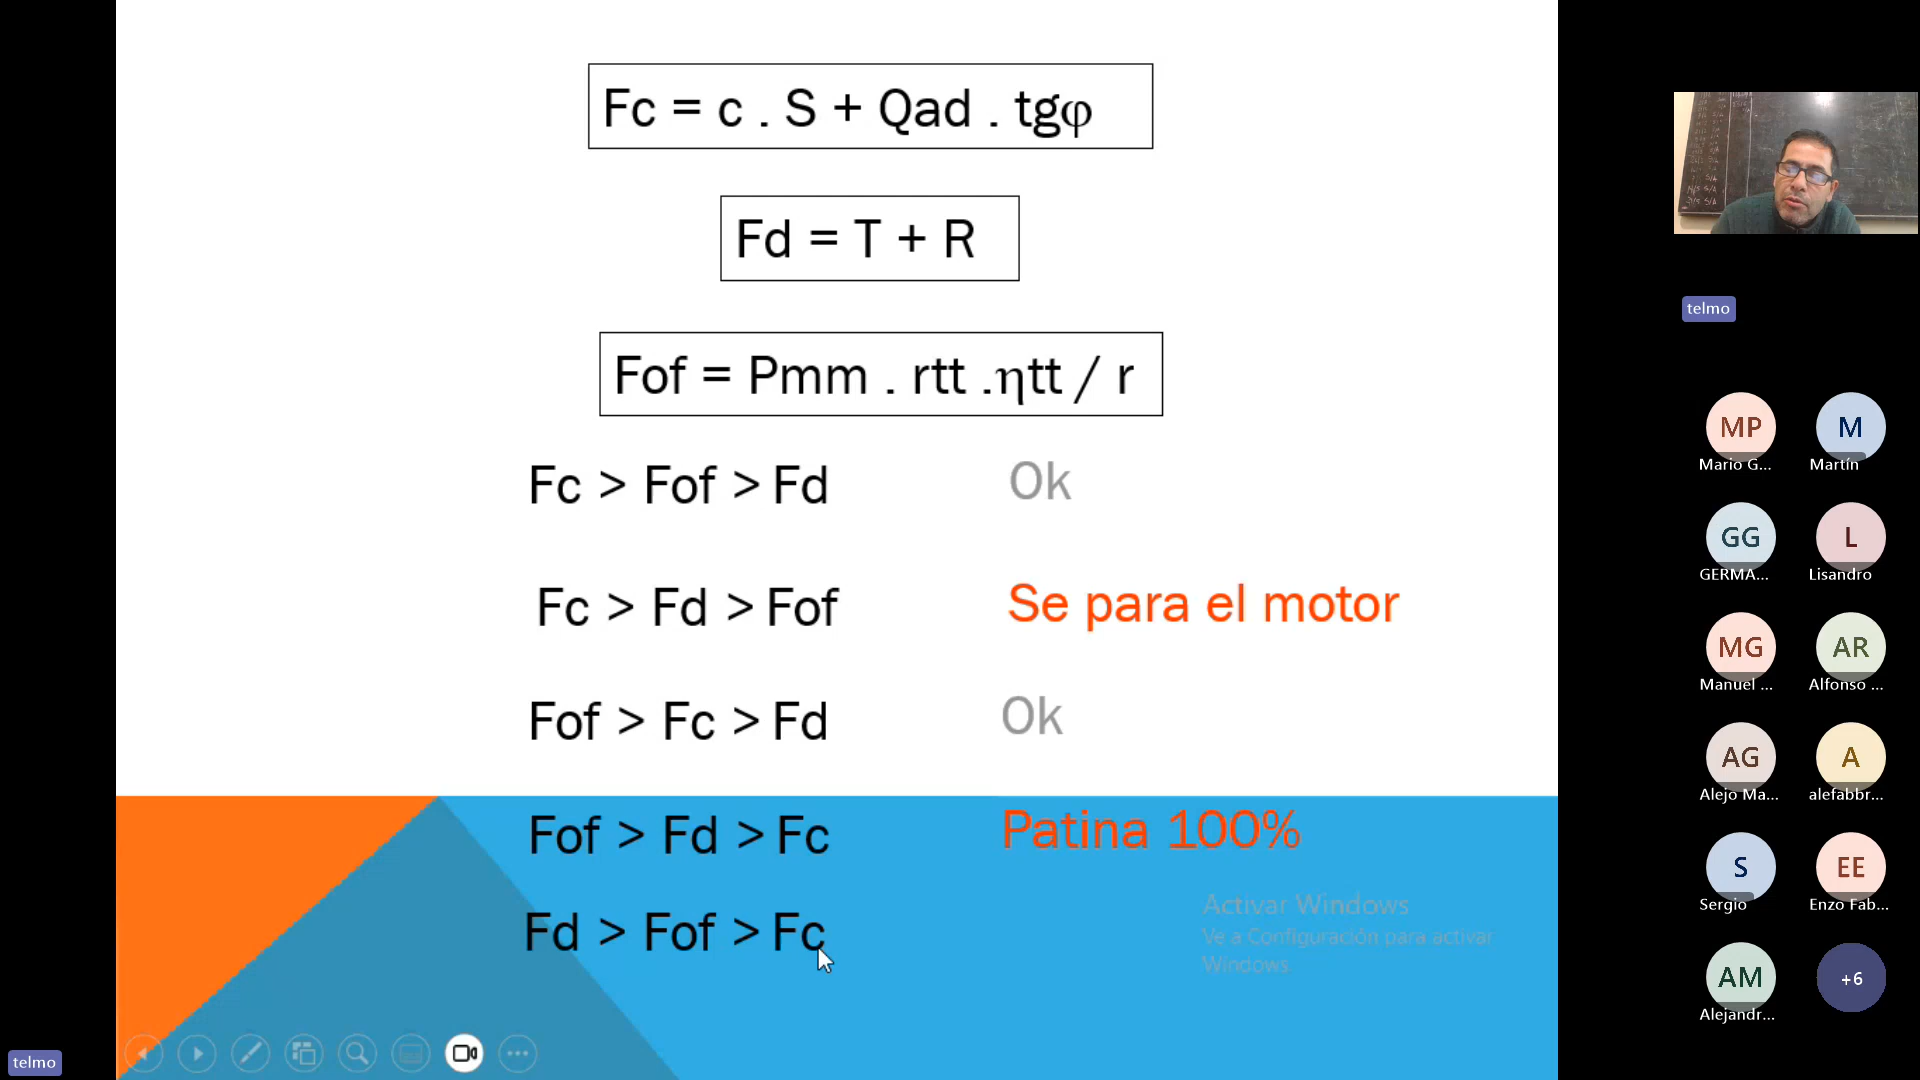 Fc = c . S + Qad . tgφ
Fd = T + R
Fof = Pmm . rtt .ηtt / r
Fc > Fof > Fd Ok
Fc > Fd > Fof Se para el motor
Fof > Fc > Fd Ok
Fof > Fd > Fc Patina 100%
Fd > Fof > Fc
Activar Windows
Ve a Configuración para activar
Windows.
telmo
telmo
MP M
Mario G... Martín
GG L
GERMA... Lisandro
MG AR
Manuel ... Alfonso ...
AG A
Alejo Ma... alefabbr...
S EE
Sergio Enzo Fab...
AM +6
Alejandr...